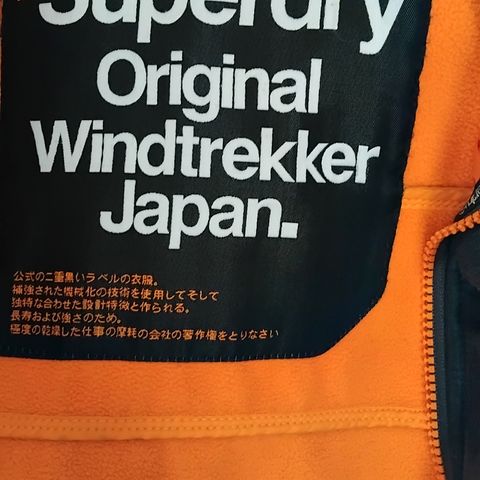 Superdry
Original
Windtrekker
Japan.
公式の二重黒いラベルの衣服。
補強された機械化の技術を使用してそして
独特な合わせた設計特徴と作られる。
長寿および強さのため。
極度の乾燥した仕事の摩耗の会社の著作権をとりなさい